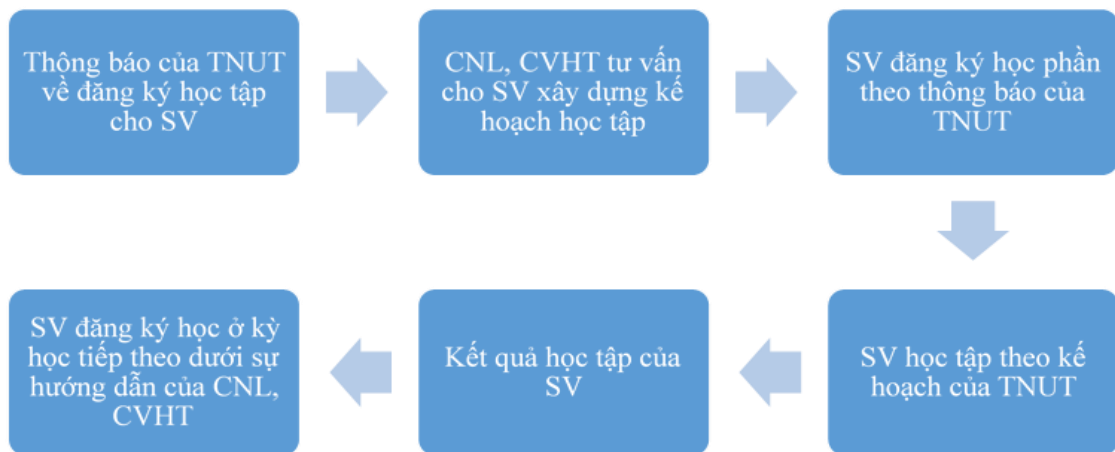 Thông báo của TNUT
về đăng ký học tập
cho SV
CNL, CVHT tư vấn
cho SV xây dựng kế
hoạch học tập
SV đăng ký học phần
theo thông báo của
TNUT
SV học tập theo kế
hoạch của TNUT
Kết quả học tập của
SV
SV đăng ký học ở kỳ
học tiếp theo dưới sự
hướng dẫn của CNL,
CVHT